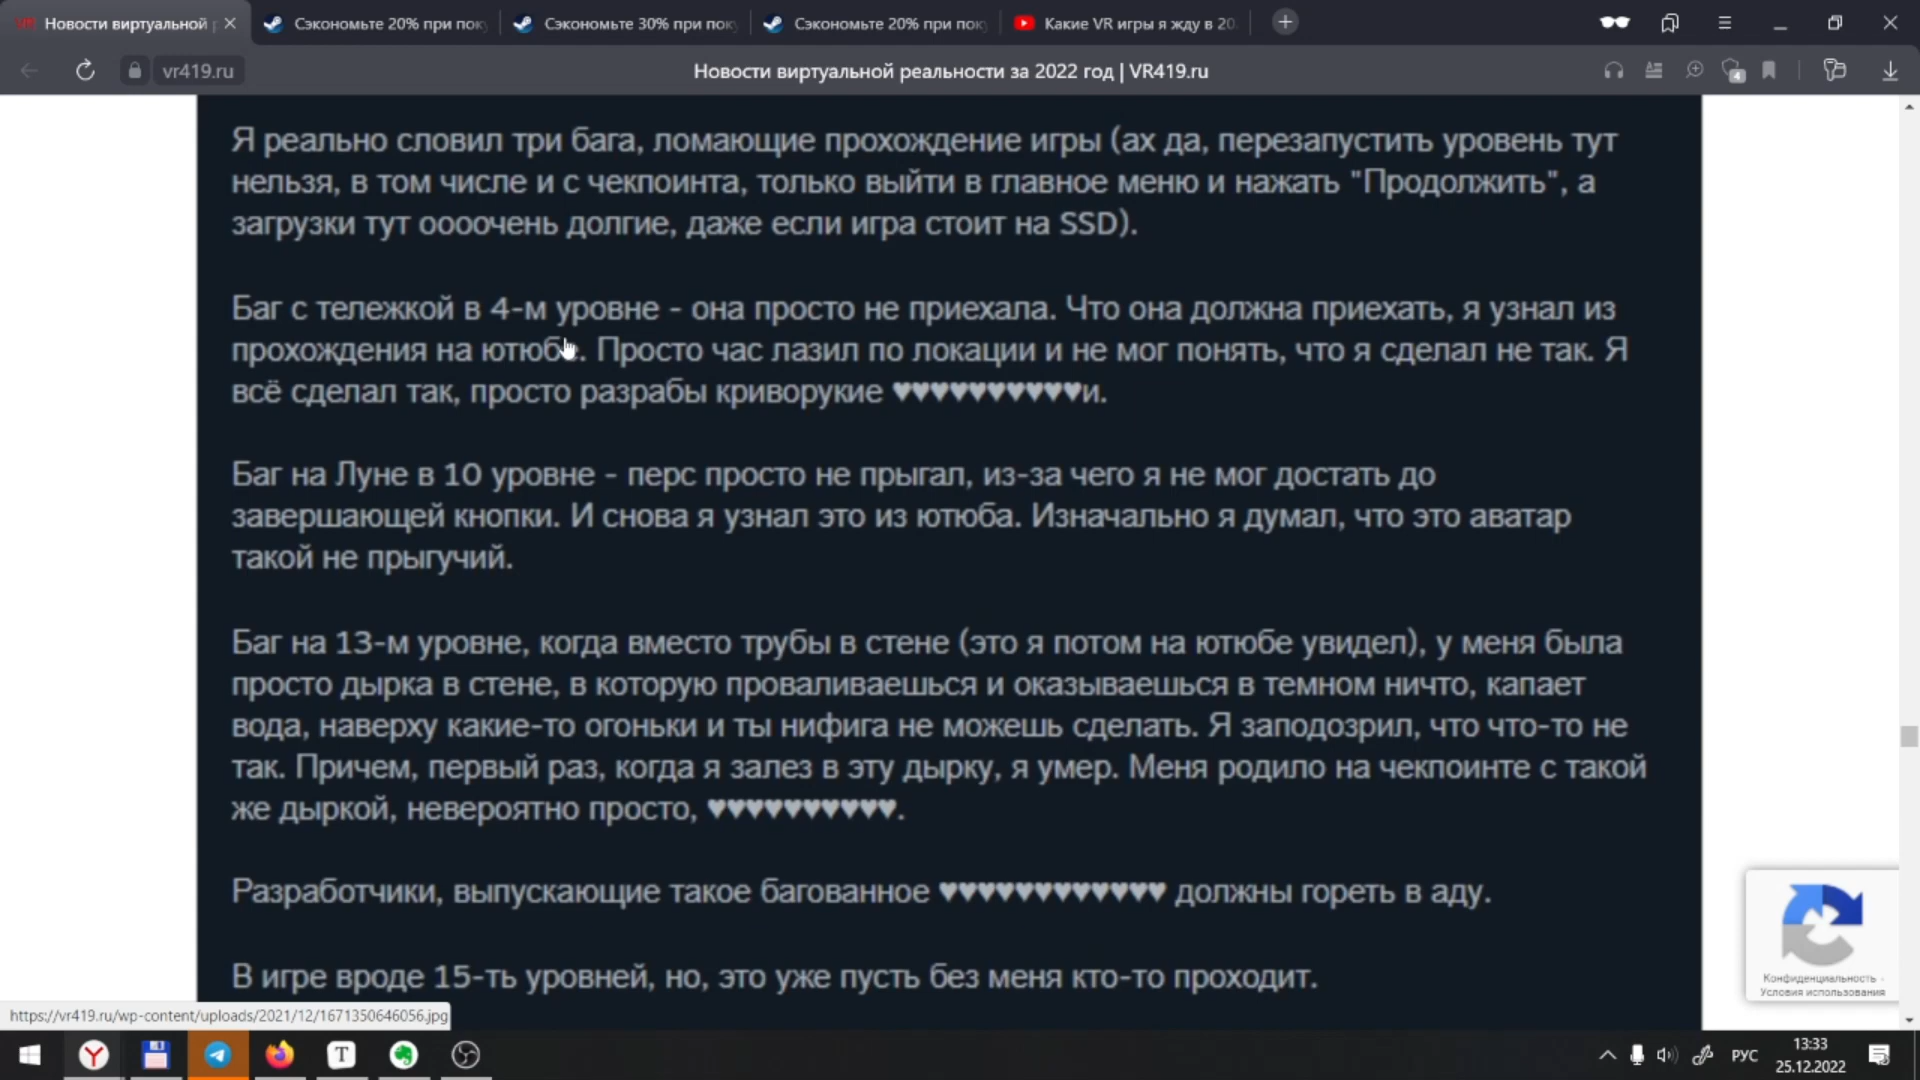 Новости виртуальной р
Сэкономьте 20% при пок
Сэкономьте 30% при пок
Сэкономьте 20% при пок
Какие VR игры я жду в 20
vr419.ru
Новости виртуальной реальности за 2022 год | VR419.ru
4
Я реально словил три бага, ломающие прохождение игры (ах да, перезапустить уровень тут
нельзя, в том числе и с чекпоинта, только выйти в главное меню и нажать "Продолжить", а
загрузки тут оооочень долгие, даже если игра стоит на SSD).
Баг с тележкой в 4-м уровне - она просто не приехала. Что она должна приехать, я узнал из
прохождения на ютюбе. Просто час лазил по локации и не мог понять, что я сделал не так. Я
всё сделал так, просто разрабы криворукие ♥♥♥♥♥♥♥♥♥♥и.
Баг на Луне в 10 уровне - перс просто не прыгал, из-за чего я не мог достать до
завершающей кнопки. И снова я узнал это из ютюба. Изначально я думал, что это аватар
такой не прыгучий.
Баг на 13-м уровне, когда вместо трубы в стене (это я потом на ютюбе увидел), у меня была
просто дырка в стене, в которую проваливаешься и оказываешься в темном ничто, капает
вода, наверху какие-то огоньки и ты нифига не можешь сделать. Я заподозрил, что что-то не
так. Причем, первый раз, когда я залез в эту дырку, я умер. Меня родило на чекпоинте с такой
же дыркой, невероятно просто, ♥♥♥♥♥♥♥♥♥♥.
Разработчики, выпускающие такое багованное ♥♥♥♥♥♥♥♥♥♥♥♥ должны гореть в аду.
В игре вроде 15-ть уровней, но, это уже пусть без меня кто-то проходит.
Конфиденциальность -
Условия использования
https://vr419.ru/wp-content/uploads/2021/12/1671350646056.jpg
РУС
13:33
25.12.2022